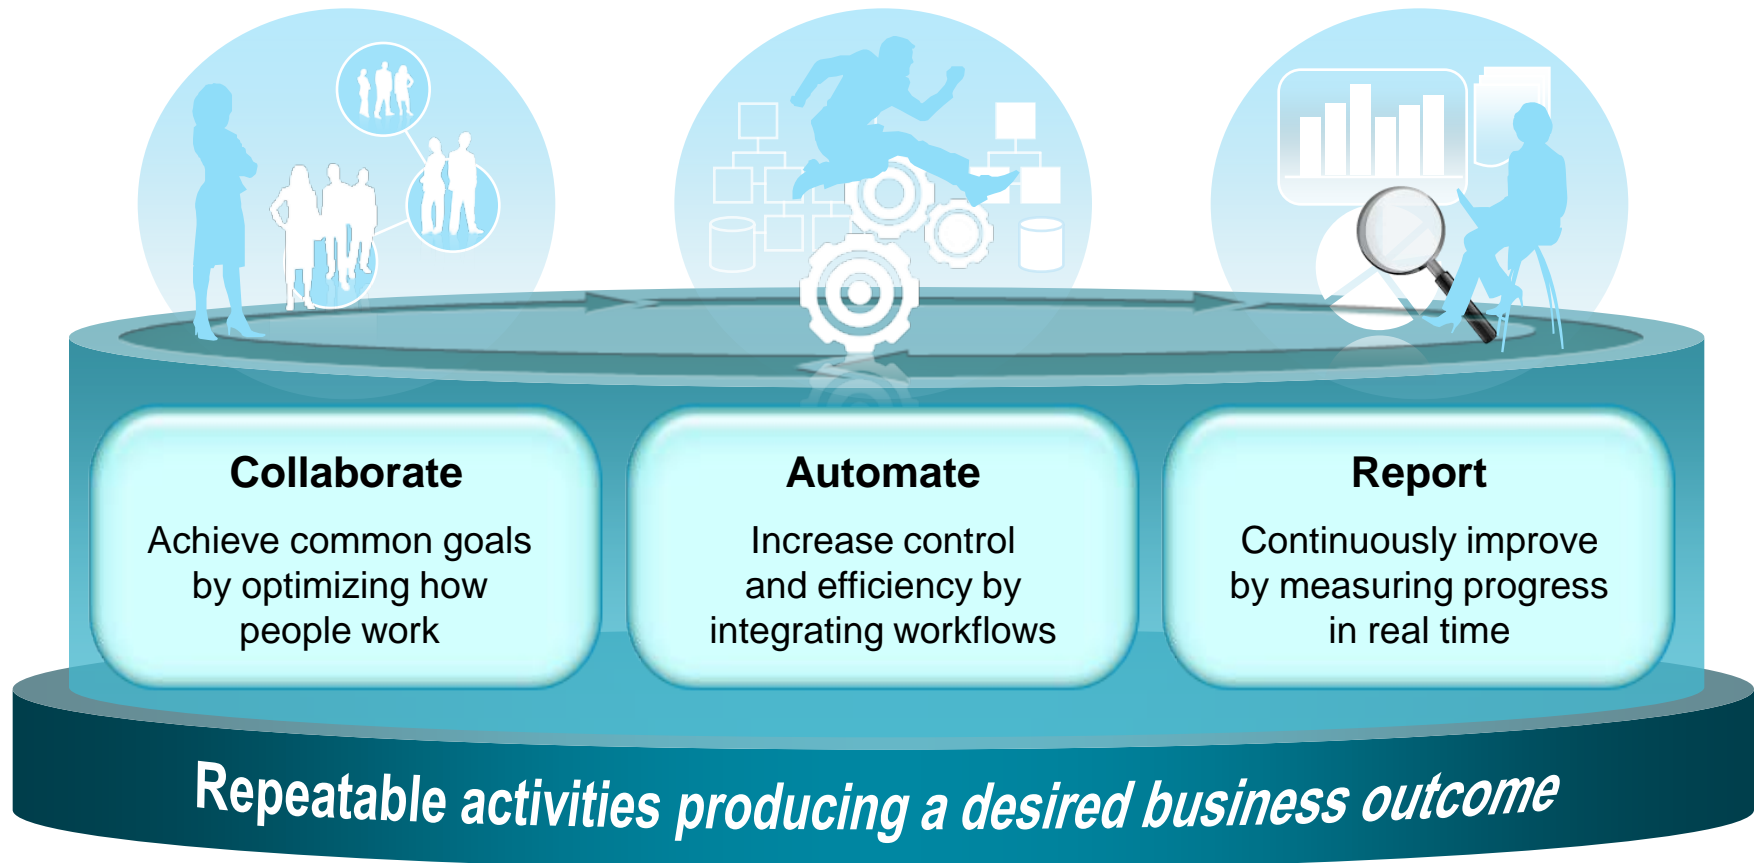 Collaborate
Achieve common goals
by optimizing how
people work
Automate
Increase control
and efficiency by
integrating workflows
Report
Continuously improve
by measuring progress
in real time
Repeatable activities producing a desired business outcome